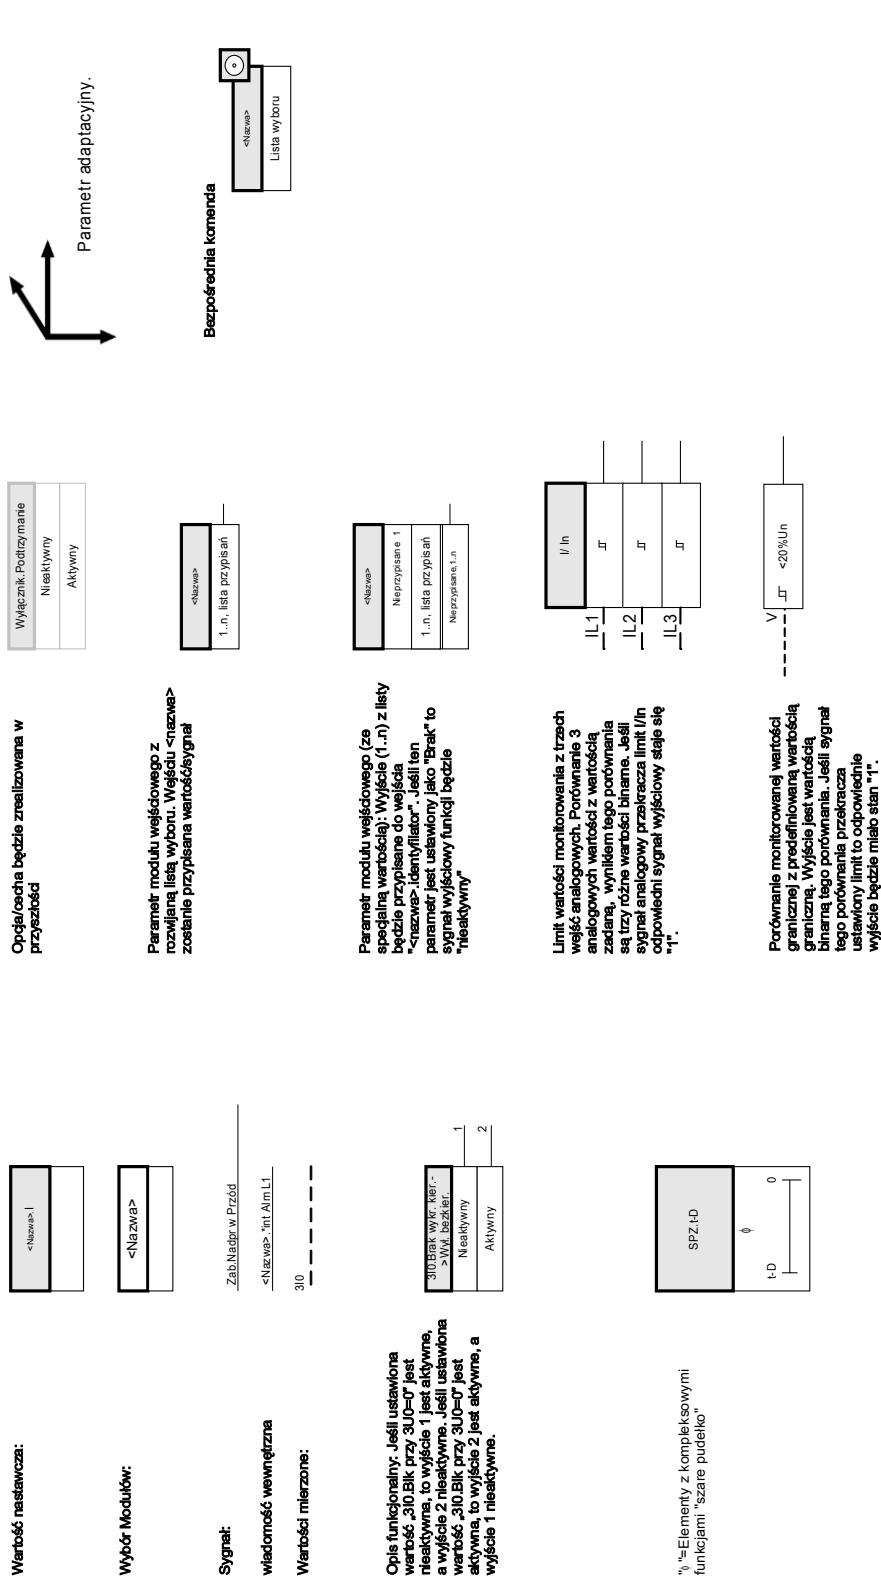 Wartość nastawcza:
<Nazwa>.I
Wybór Modułów:
<Nazwa>
Sygnał:
Zab.Nadpr w Przód
wiadomość wewnętrzna
<Nazwa>.*int Alm L1
Wartości mierzone:
3I0
Opis funkcjonalny: Jeśli ustawiona
wartość „3I0.Blk przy 3U0=0" jest
nieaktywna, to wyjście 1 jest aktywne,
a wyjście 2 nieaktywne. Jeśli ustawiona
wartość „3I0.Blk przy 3U0=0" jest
aktywna, to wyjście 2 jest aktywne, a
wyjście 1 nieaktywne.
3I0.Brak wykr. kier.-
>Wył. bezkier.
Nieaktywny
1
Aktywny
2
"ϕ"=Elementy z kompleksowymi
funkcjami "szare pudełko"
SPZ.t-D
ϕ
t-D
0
Opcja/cecha będzie zrealizowana w
przyszłości
Wyłącznik.Podtrzymanie
Nieaktywny
Aktywny
Parametr modułu wejściowego z
rozwijaną listą wyboru. Wejściu <nazwa>
zostanie przypisana wartość/sygnał
<Nazwa>
1..n, lista przypisań
Parametr modułu wejściowego (ze
specjalną wartością): Wyjście (1..n) z listy
będzie przypisane do wejścia
"<nazwa>.identyfilator". Jeśli ten
parametr jest ustawiony jako "Brak" to
sygnał wyjściowy funkcji będzie
"nieaktywny"
<Nazwa>
Nieprzypisane 1
1..n, lista przypisań
Nieprzypisane,1..n
Limit wartości monitorowania z trzech
wejść analogowych. Porównanie 3
analogowych wartości z wartością
zadaną, wynikiem tego porównania
są trzy różne wartości binarne. Jeśli
sygnał analogowy przekracza limit I/In
odpowiedni sygnał wyjściowy staje się
"1".
I/ In
IL1
IL2
IL3
Porównanie monitorowanej wartości
granicznej z predefiniowaną wartością
graniczną. Wyjście jest wartością
binarną tego porównania. Jeśli sygnał
tego porównania przekracza
ustawiony limit to odpowiednie
wyjście będzie miało stan "1".
V
<20%Un
Parametr adaptacyjny.
Bezpośrednia komenda
<Nazwa>
Lista wyboru